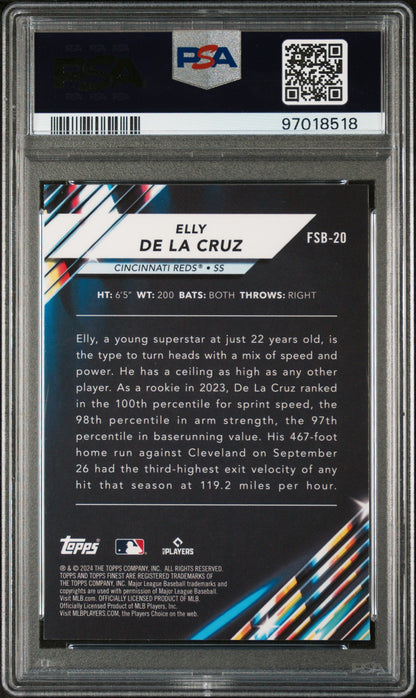 PSA
PSA
97018518
ELLY
DE LA CRUZ
FSB-20
CINCINNATI REDS® • SS
HT: 6'5" WT: 200 BATS: BOTH THROWS: RIGHT
Elly, a young superstar at just 22 years old, is
the type to turn heads with a mix of speed and
power. He has a ceiling as high as any other
player. As a rookie in 2023, De La Cruz ranked
in the 100th percentile for sprint speed, the
98th percentile in arm strength, the 97th
percentile in baserunning value. His 467-foot
home run against Cleveland on September
26 had the third-highest exit velocity of any
hit that season at 119.2 miles per hour.
Topps
PLAYERS
® & © 2024 THE TOPPS COMPANY, INC. ALL RIGHTS RESERVED.
TOPPS AND TOPPS FINEST ARE REGISTERED TRADEMARKS OF
THE TOPPS COMPANY, INC. Major League Baseball trademarks and
copyrights are used with permission of Major League Baseball.
Visit MLB.com. OFFICIALLY LICENSED PRODUCT OF MLB.
Officially Licensed Product of MLB Players, Inc.
Visit MLBPLAYERS.COM, the Players Choice on the web.
PSA